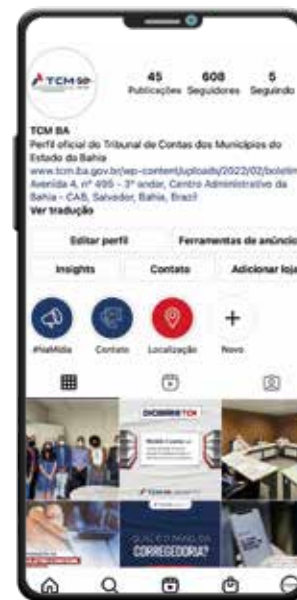 TCM
45 608 5
Publicações Seguidores Seguindo
TCM BA
Perfil oficial do Tribunal de Contas dos Municípios do
Estado da Bahia
www.tcm.ba.gov.br/wp-content/uploads/2022/02/boletim
Avenida 4, nº 495 - 3º andar, Centro Administrativo da
Bahia - CAB, Salvador, Bahia, Brazil
Ver tradução
Editar perfil Ferramentas de anúncio
Insights Contato Adicionar loja
#NaMídia Contato Localização Novo
TCM
CORREGEDORIA?